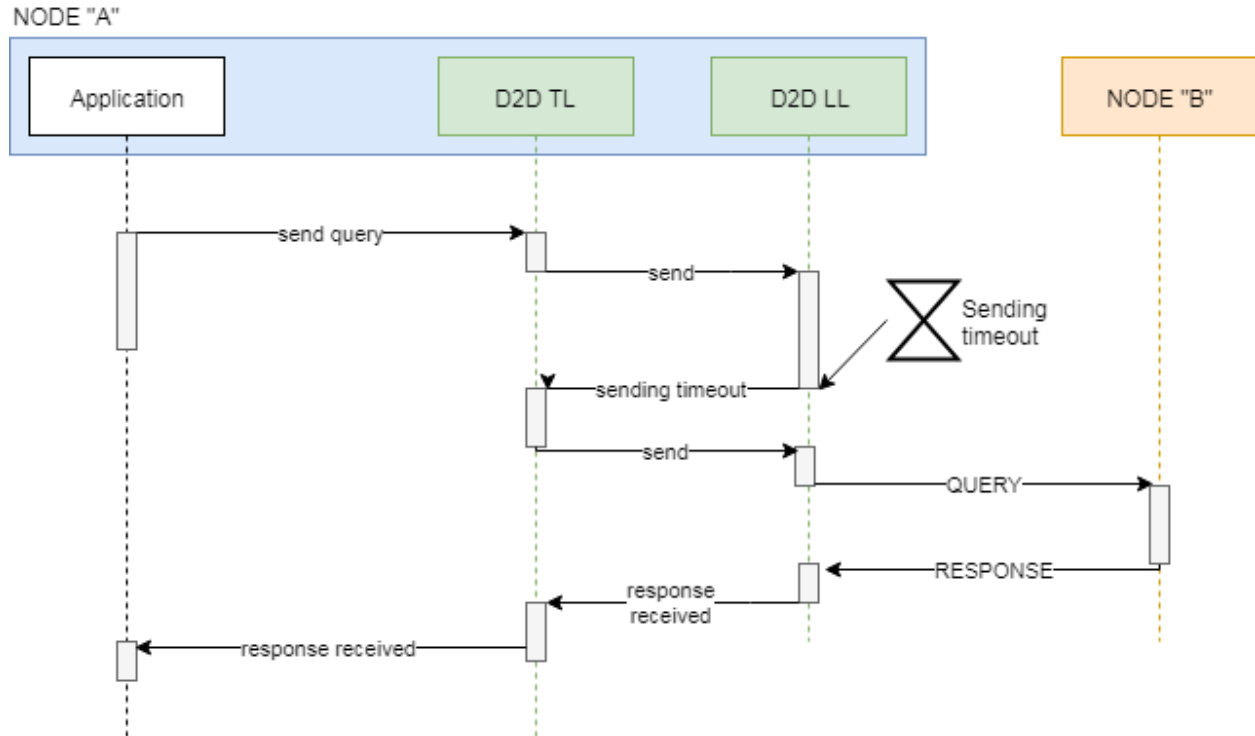 NODE "A"
Application
D2D TL
D2D LL
NODE "B"
send query
send
Sending
timeout
sending timeout
send
QUERY
RESPONSE
response
received
response received